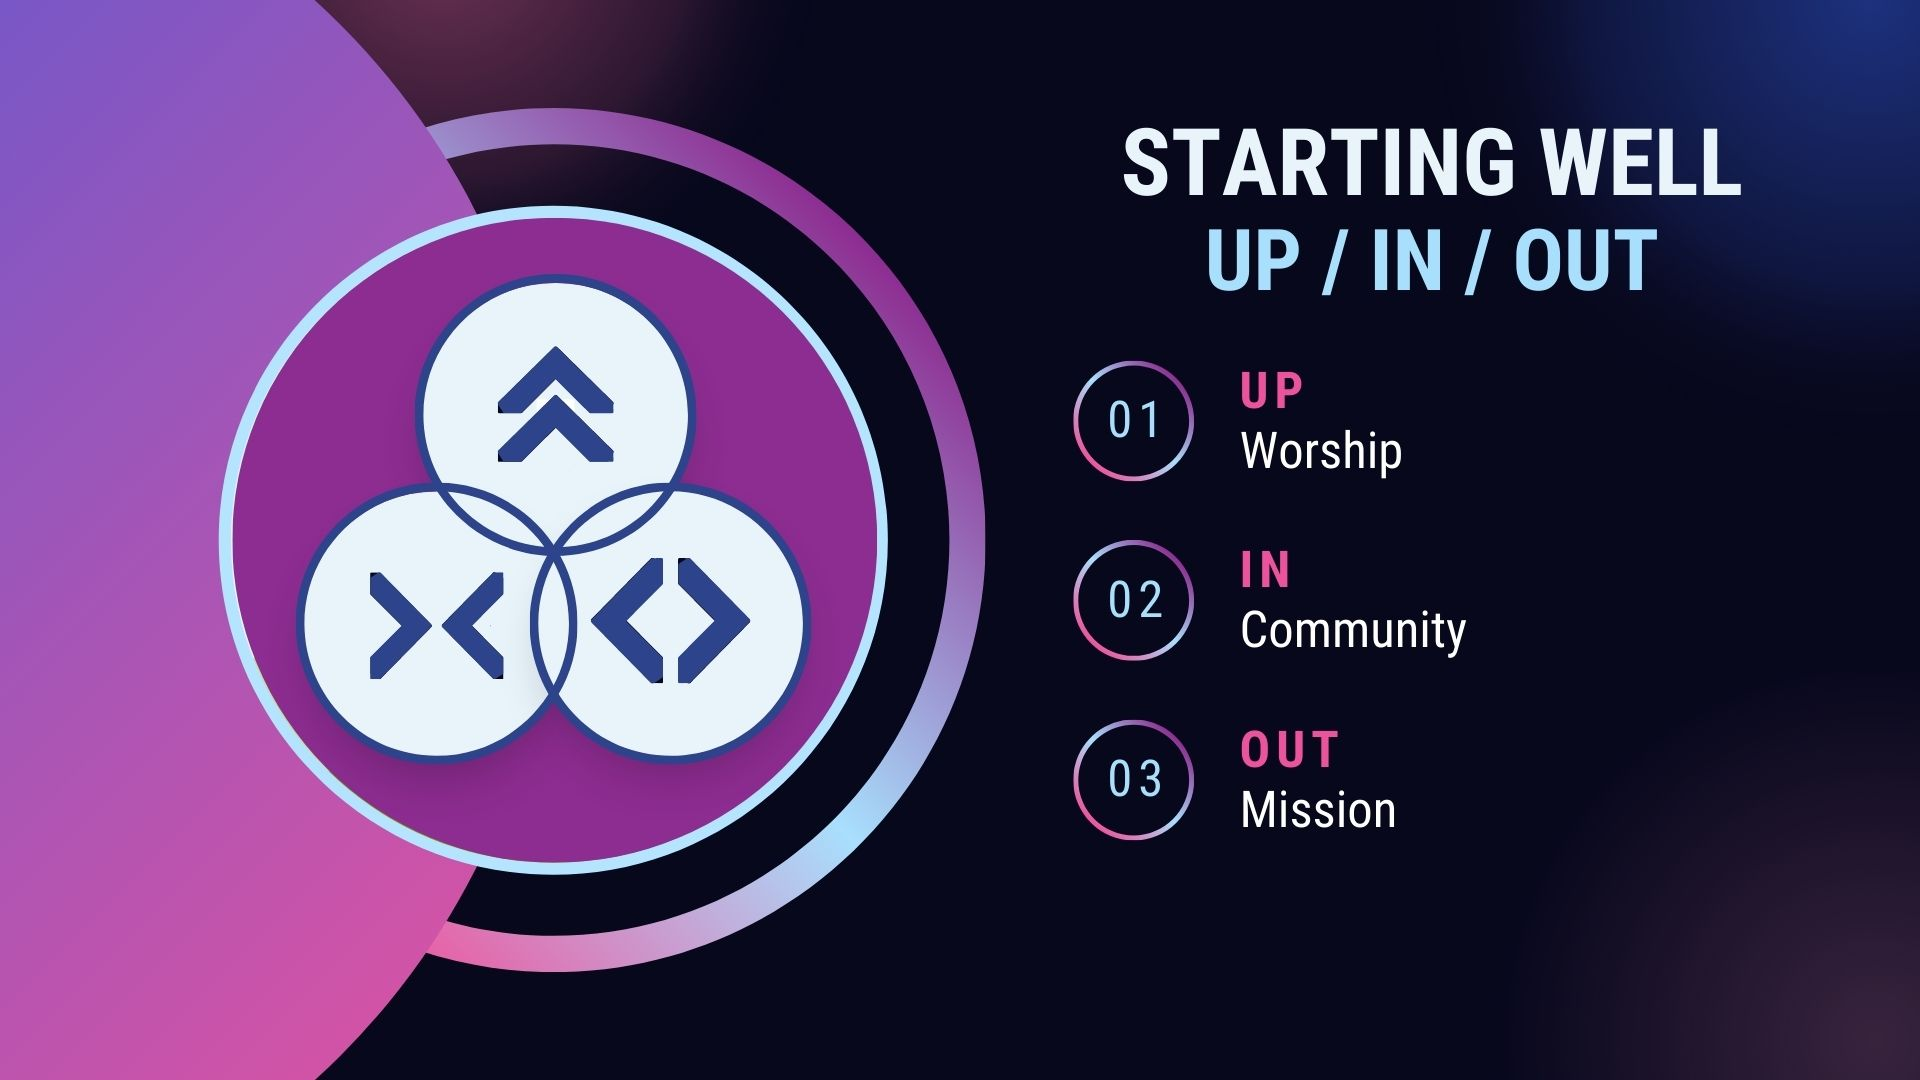 STARTING WELL
UP / IN / OUT
01
UP
Worship
02
IN
Community
03
OUT
Mission